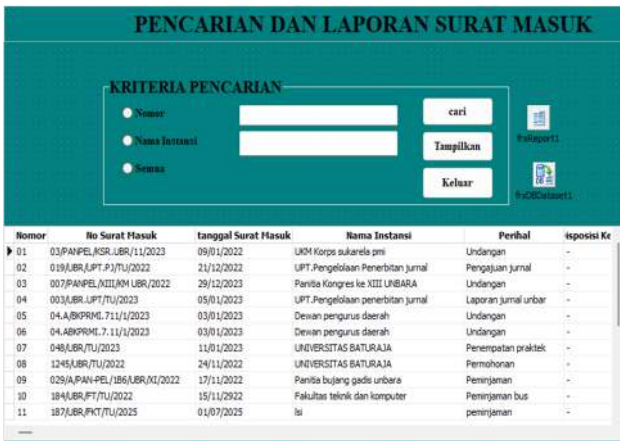 PENCARIAN DAN LAPORAN SURAT MASUK
KRITERIA PENCARIAN
Nomor
cari
Nama Instansi
Tampilkan
Semua
Keluar
frxReport1
frxDBDataset1
Nomor No Surat Masuk tanggal Surat Masuk Nama Instansi Perihal isposisi Ke
01 03/PANPEL/KSR.UBR/11/2023 09/01/2022 UKM Korps sukarela pmi Undangan -
02 019/UBR/UPT.PJ/TU/2022 21/12/2022 UPT.Pengelolaan Penerbitan jurnal Pengajuan jurnal -
03 007/PANPEL/XIII/KM UBR/2022 29/12/2023 Panitia Kongres ke XIII UNBARA Undangan -
04 003/UBR.UPT/TU/2023 05/01/2023 UPT.Pengelolaan penerbitan jurnal Laporan jurnal unbar -
05 04.A/BKPRMI.711/1/2023 03/01/2023 Dewan pengurus daerah Undangan -
06 04.ABKPRMI.7.11/1/2023 03/01/2023 Dewan pengurus daerah Undangan -
07 048/UBR/TU/2023 11/01/2023 UNIVERSITAS BATURAJA Penempatan praktek -
08 1245/UBR/TU/2022 24/11/2022 UNIVERSITAS BATURAJA Permohonan -
09 029/A/PAN-PEL/1B6/UBR/XI/2022 17/11/2022 Panitia bujang gadis unbara Peminjaman -
10 184/UBR/FT/TU/2022 15/11/2922 Fakultas teknik dan komputer Peminjaman bus -
11 187/UBR/FKT/TU/2025 01/07/2025 lsi peminjaman -